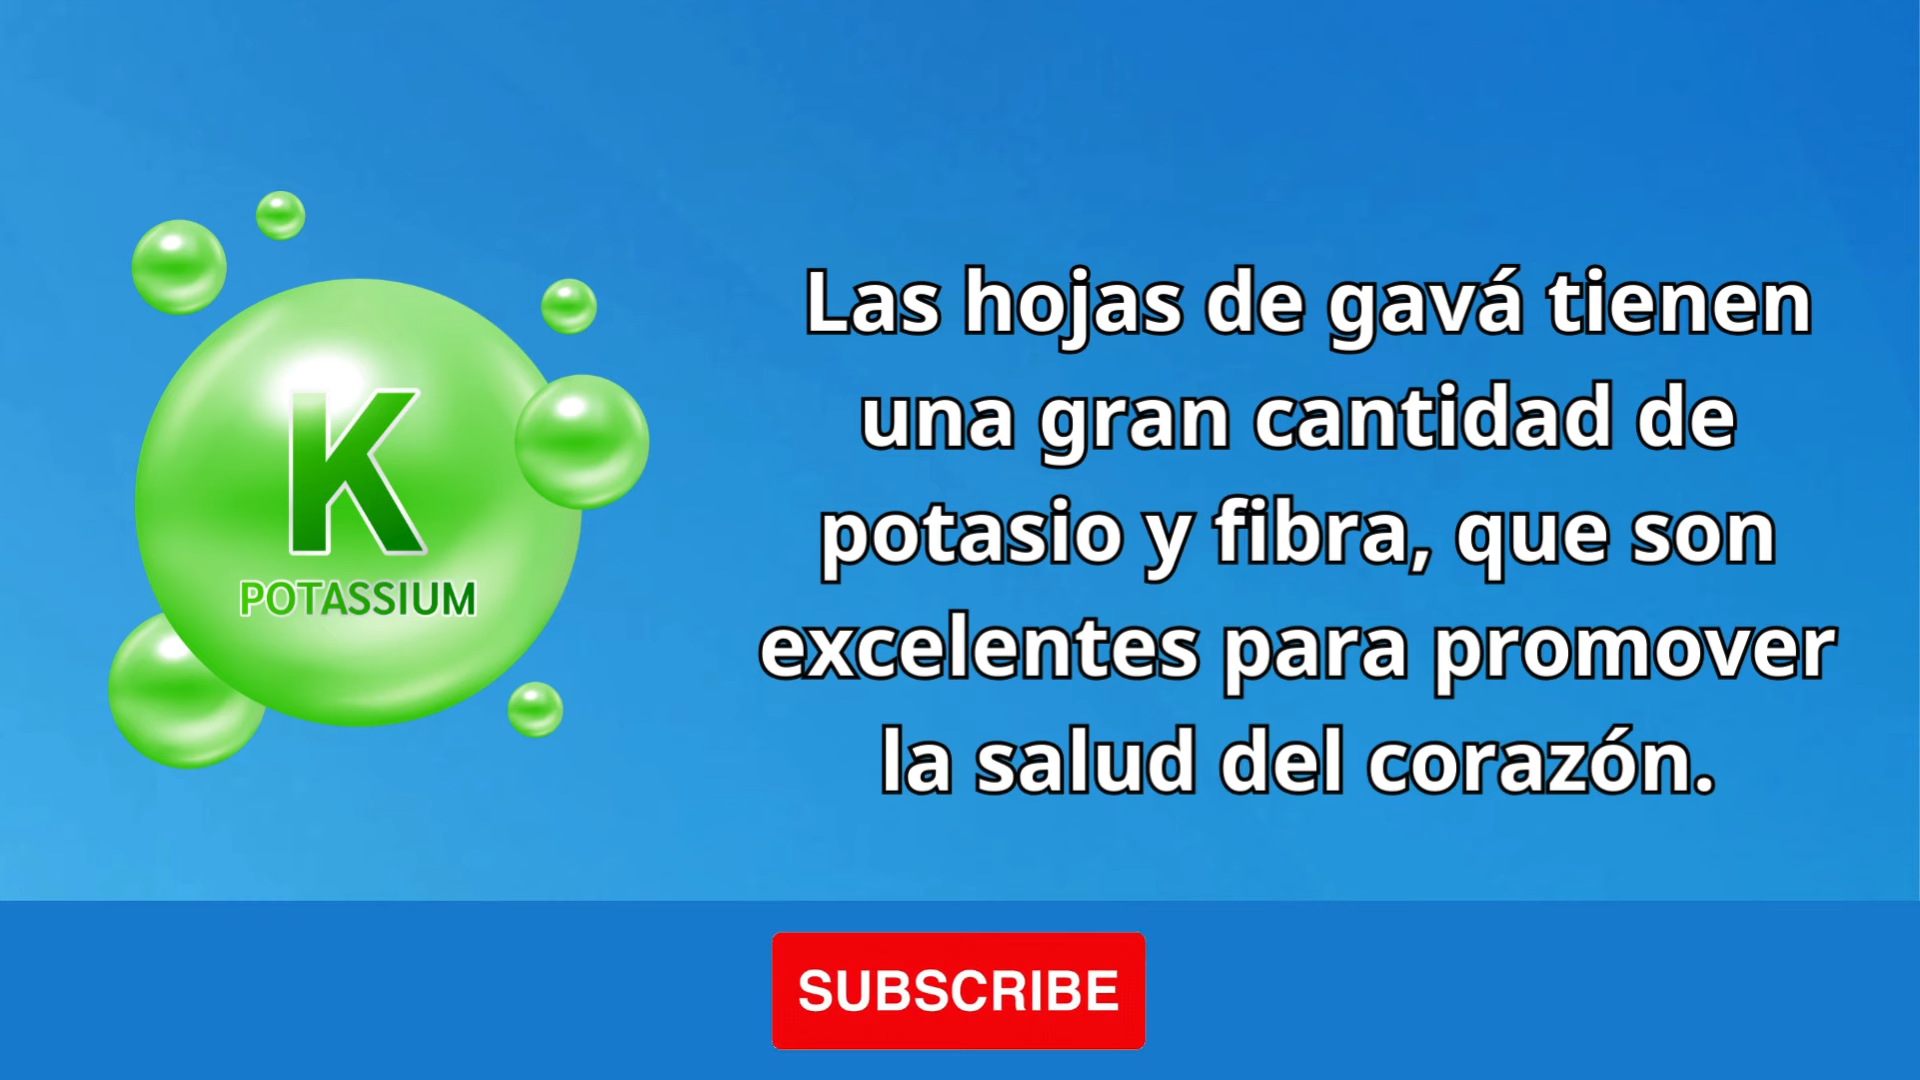 K
POTASSIUM
Las hojas de gavá tienen
una gran cantidad de
potasio y fibra, que son
excelentes para promover
la salud del corazón.
SUBSCRIBE